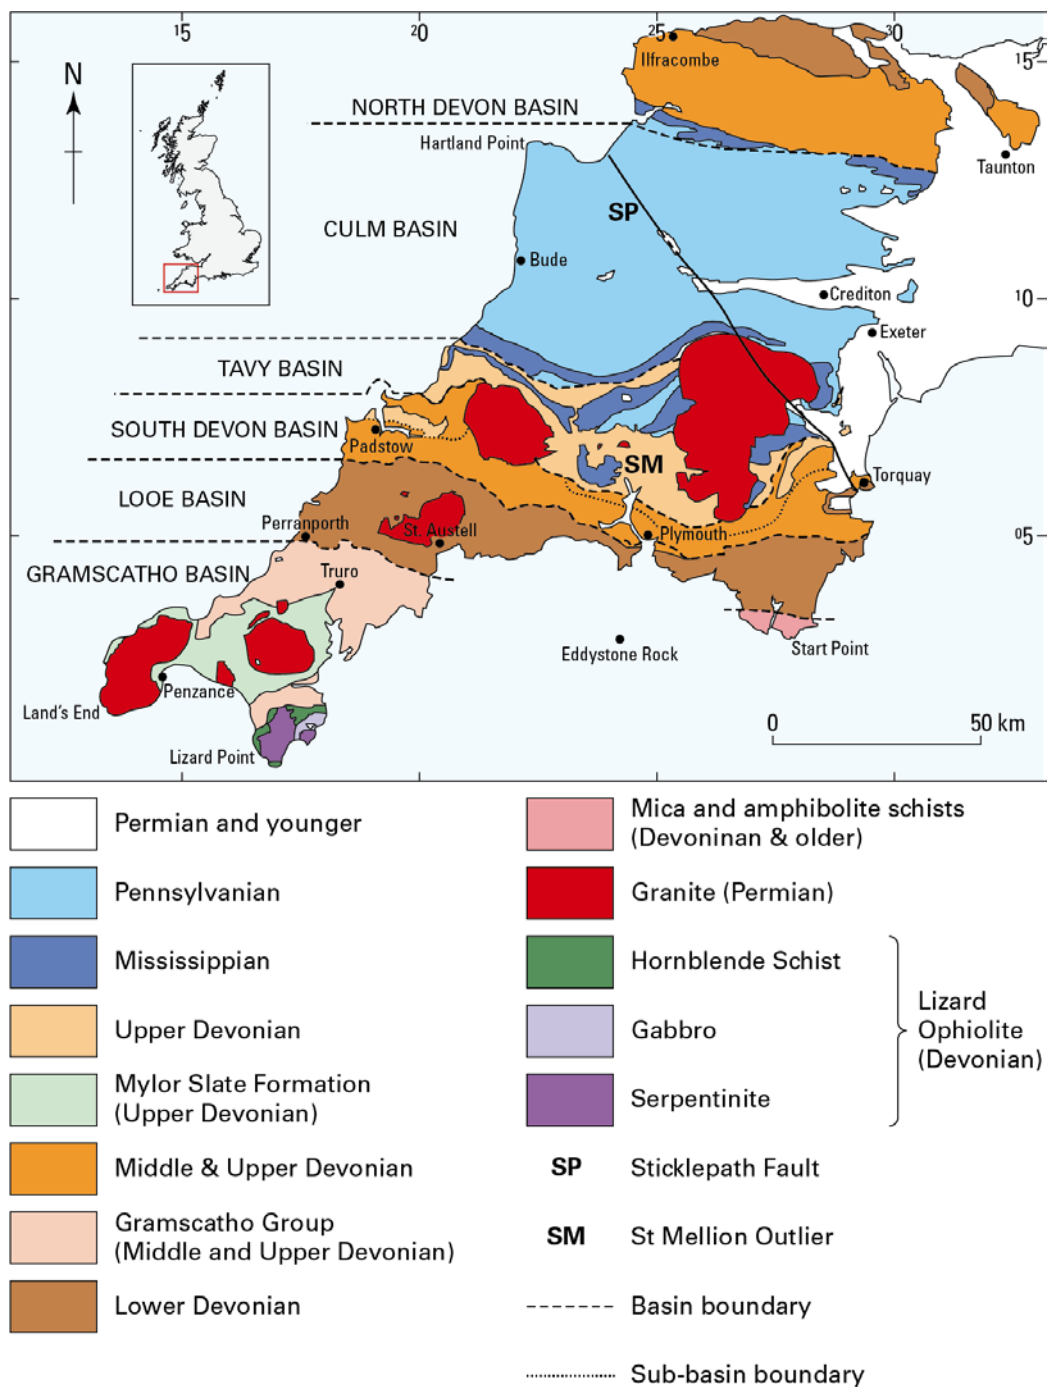 15
20
25
30
15
Ilfracombe
N
NORTH DEVON BASIN
Hartland Point
Taunton
SP
CULM BASIN
Bude
Crediton
10
Exeter
TAVY BASIN
SOUTH DEVON BASIN
Padstow
SM
Torquay
LOOE BASIN
Perranporth
St. Austell
Plymouth
05
GRAMSCATHO BASIN
Truro
Eddystone Rock
Start Point
Penzance
Land's End
Lizard Point
0
50 km
Permian and younger
Pennsylvanian
Mississippian
Upper Devonian
Mylor Slate Formation
(Upper Devonian)
Middle & Upper Devonian
Gramscatho Group
(Middle and Upper Devonian)
Lower Devonian
Mica and amphibolite schists
(Devoninan & older)
Granite (Permian)
Hornblende Schist
Gabbro
Serpentinite
Lizard
Ophiolite
(Devonian)
SP Sticklepath Fault
SM St Mellion Outlier
Basin boundary
Sub-basin boundary